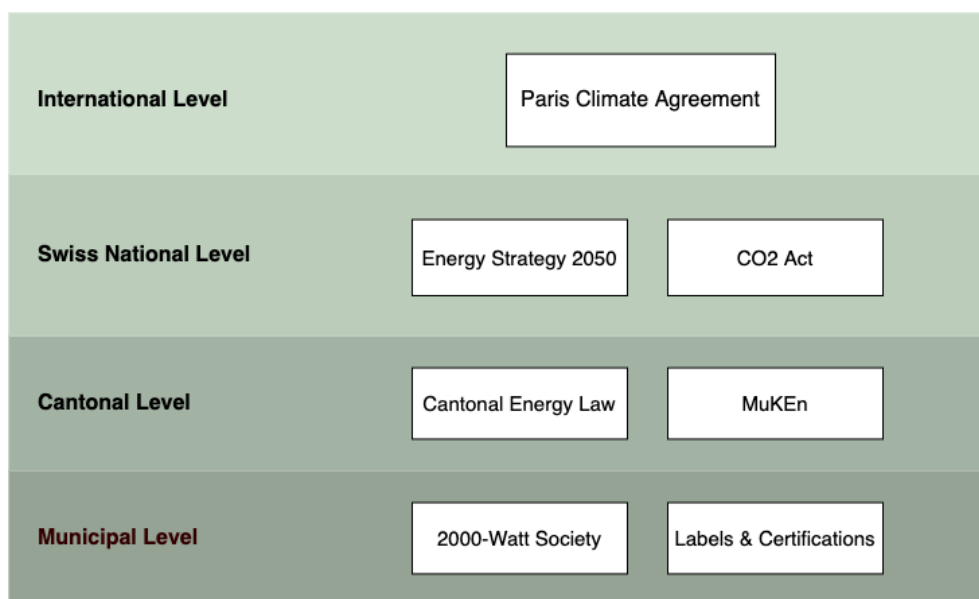 International Level
Paris Climate Agreement
Swiss National Level
Energy Strategy 2050
CO2 Act
Cantonal Level
Cantonal Energy Law
MuKEn
Municipal Level
2000-Watt Society
Labels & Certifications